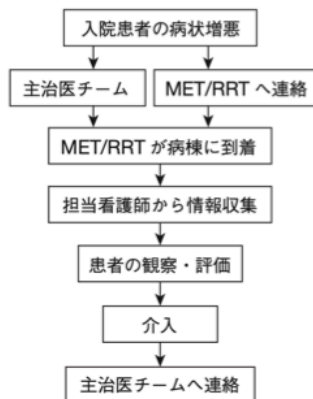 入院患者の病状増悪
主治医チーム
MET/RRT へ連絡
MET/RRT が病棟に到着
担当看護師から情報収集
患者の観察・評価
介入
主治医チームへ連絡